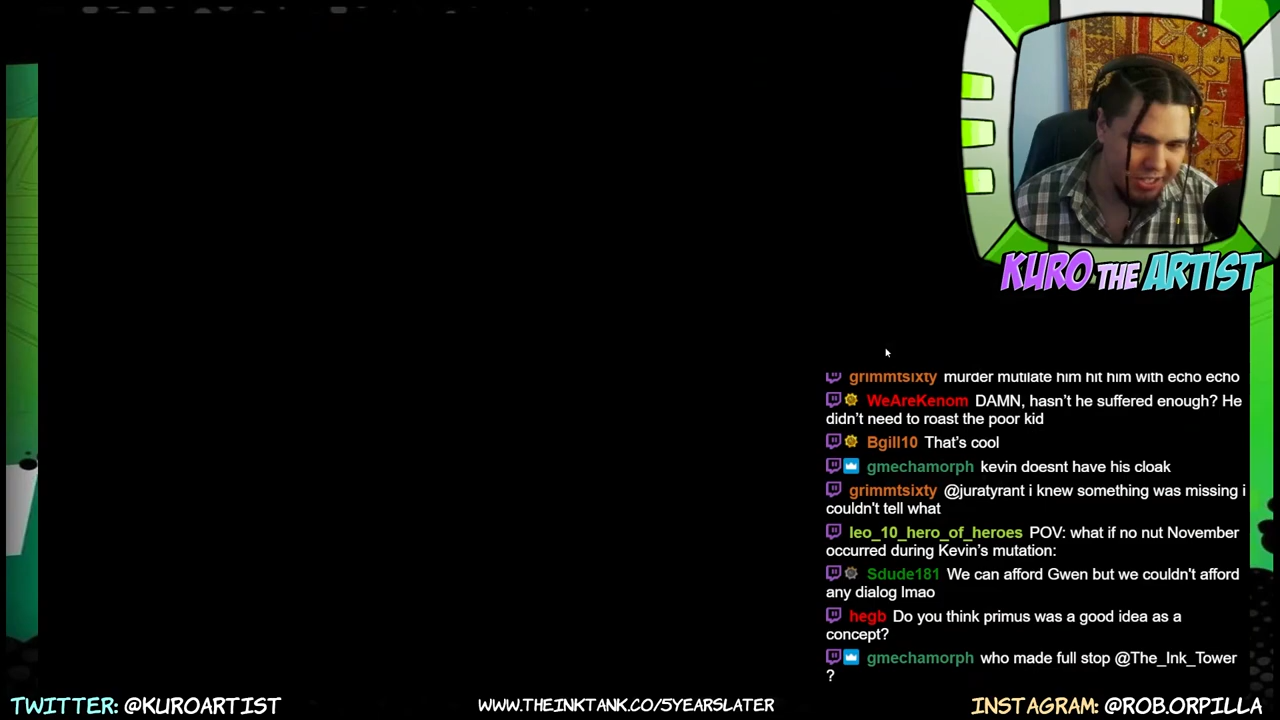 KURO THE ARTIST
grimmtsixty murder mutilate him hit him with echo echo
WeAreKenom DAMN, hasn't he suffered enough? He
didn't need to roast the poor kid
Bgill10 That's cool
gmechamorph kevin doesnt have his cloak
grimmtsixty @juratyrant i knew something was missing i
couldn't tell what
leo_10_hero_of_heroes POV: what if no nut November
occurred during Kevin's mutation:
Sdude181 We can afford Gwen but we couldn't afford
any dialog lmao
hegb Do you think primus was a good idea as a
concept?
gmechamorph who made full stop @The_Ink_Tower
?
TWITTER: @KUROARTIST
WWW.THEINKTANK.CO/5YEARSLATER
INSTAGRAM: @ROB.ORPILLA